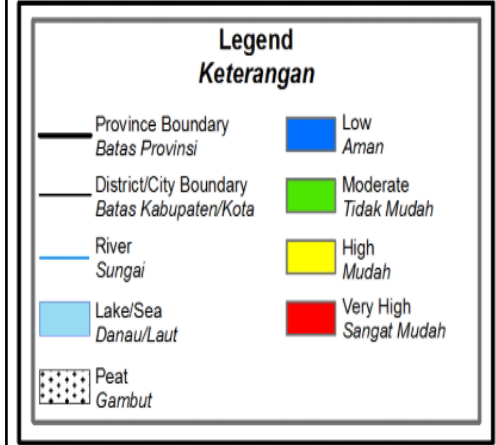 Legend
Keterangan
Province Boundary
Batas Provinsi
District/City Boundary
Batas Kabupaten/Kota
River
Sungai
Lake/Sea
Danau/Laut
Peat
Gambut
Low
Aman
Moderate
Tidak Mudah
High
Mudah
Very High
Sangat Mudah